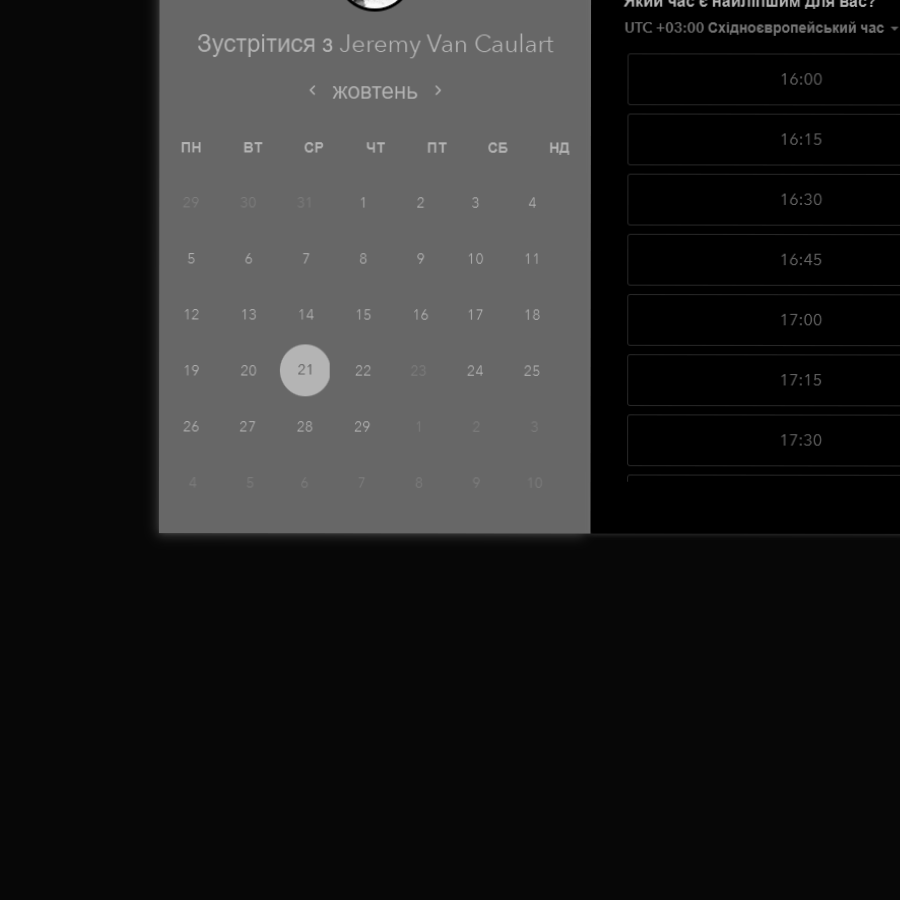 Зустрітися з Jeremy Van Caulart
‹ жовтень ›
ПН ВТ СР ЧТ ПТ СБ НД
29 30 31 1 2 3 4
5 6 7 8 9 10 11
12 13 14 15 16 17 18
19 20 21 22 23 24 25
26 27 28 29 1 2 3
4 5 6 7 8 9 10
Який час є найліпшим для вас?
UTC +03:00 Східноєвропейський час
16:00
16:15
16:30
16:45
17:00
17:15
17:30